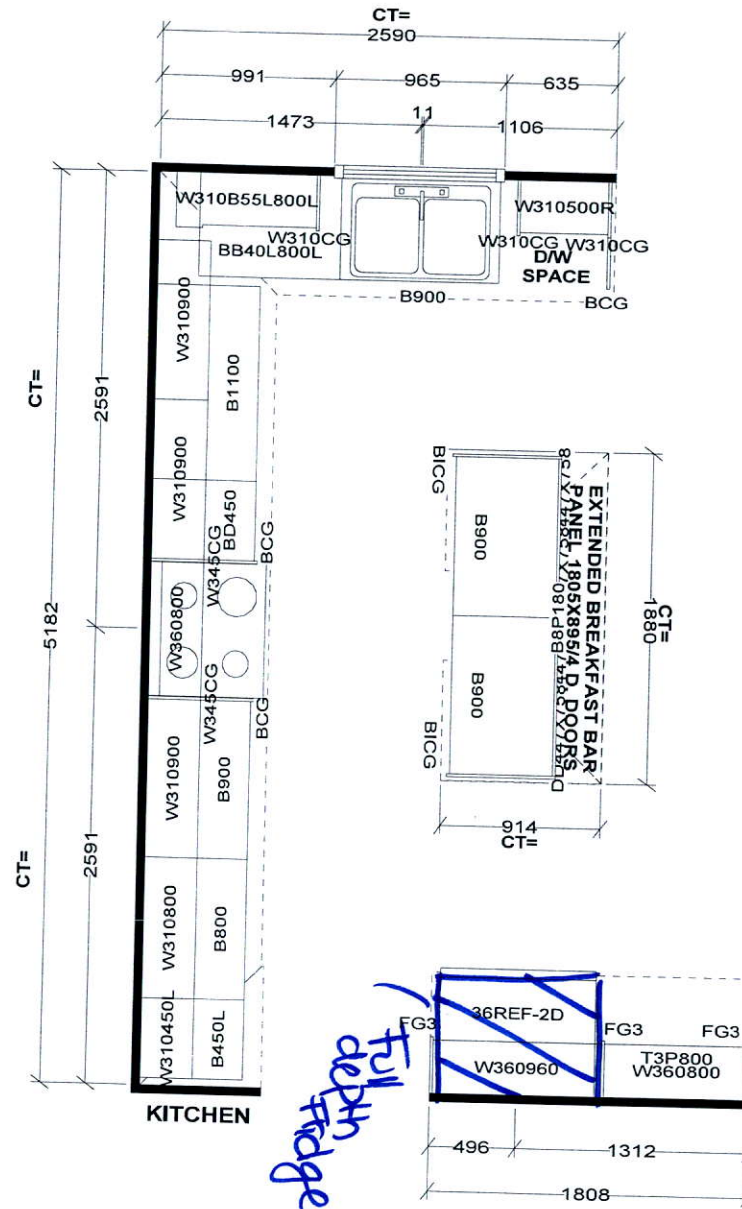 CT=
2590
991
965
635
1473
11
1106
W310B55L800L
W310CG
BB40L800L
W310500R
W310CG
W310CG
D/W
SPACE
B900
BCG
CT=
5182
CT=
2591
2591
W310900
B1100
W310900
BD450
W345CG
BCG
W360800
W345CG
BCG
W310900
B900
W310800
B800
W310450L
B450L
KITCHEN
BICG
B900
B900
BICG
EXTENDED BREAKFAST BAR
PANEL, 1805X895/4 D. DOORS
CT=
1880
914
CT=
36REF-2D
W360960
FG3
FG3
FG3
T3P800
W360800
Full
depth
Fridge
496
1312
1808